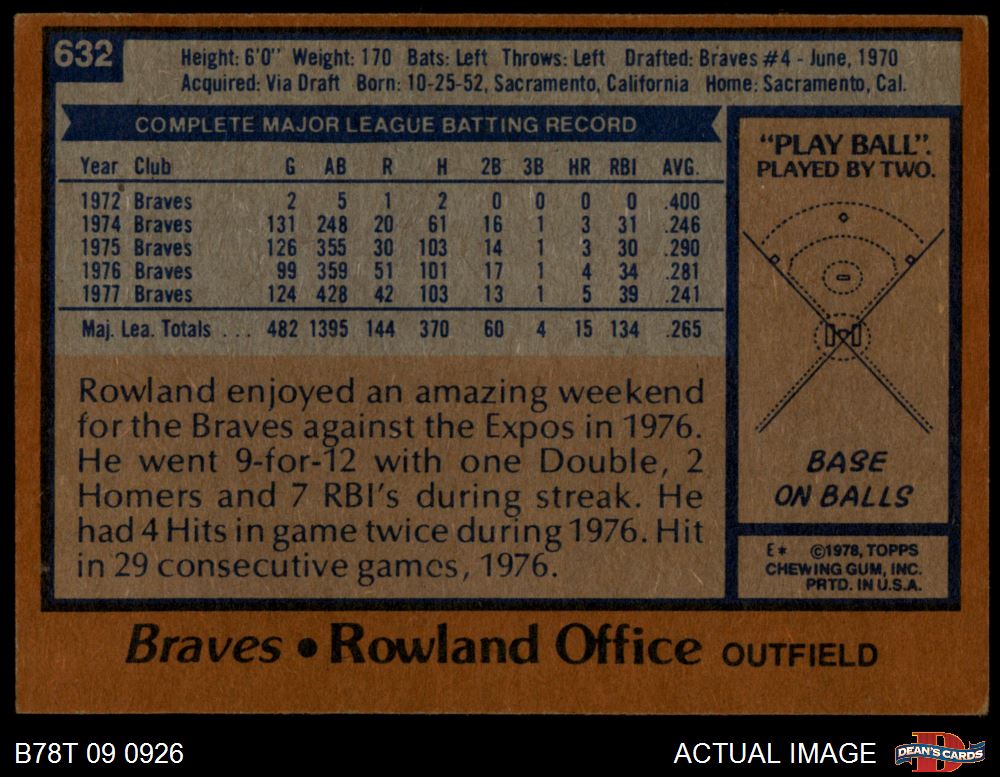 632
Height: 6'0" Weight: 170 Bats: Left Throws: Left Drafted: Braves #4 - June, 1970
Acquired: Via Draft Born: 10-25-52, Sacramento, California Home: Sacramento, Cal.
COMPLETE MAJOR LEAGUE BATTING RECORD
Year Club G AB R H 2B 3B HR RBI AVG.
1972 Braves 2 5 1 2 0 0 0 0 .400
1974 Braves 131 248 20 61 16 1 3 31 .246
1975 Braves 126 355 30 103 14 1 3 30 .290
1976 Braves 99 359 51 101 17 1 4 34 .281
1977 Braves 124 428 42 103 13 1 5 39 .241
Maj. Lea. Totals . . . 482 1395 144 370 60 4 15 134 .265
Rowland enjoyed an amazing weekend
for the Braves against the Expos in 1976.
He went 9-for-12 with one Double, 2
Homers and 7 RBI's during streak. He
had 4 Hits in game twice during 1976. Hit
in 29 consecutive games, 1976.
"PLAY BALL".
PLAYED BY TWO.
BASE
ON BALLS
E* ©1978, TOPPS
CHEWING GUM, INC.
PRTD. IN U.S.A.
Braves • Rowland Office OUTFIELD
B78T 09 0926
ACTUAL IMAGE
D
DEAN'S CARDS